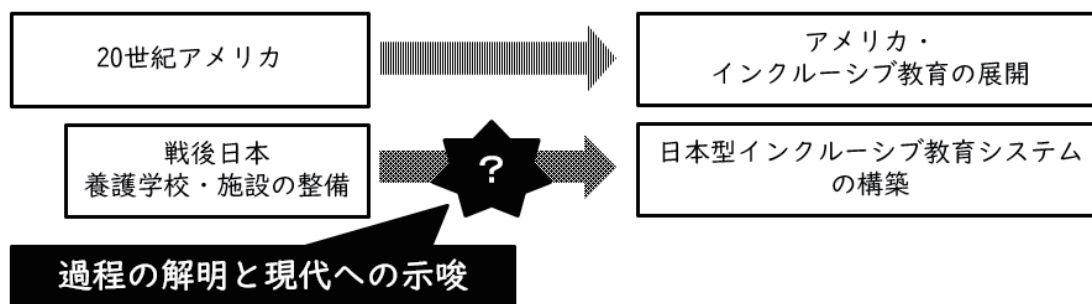 20世紀アメリカ
アメリカ・
インクルーシブ教育の展開
戦後日本
養護学校・施設の整備
?
日本型インクルーシブ教育システム
の構築
過程の解明と現代への示唆